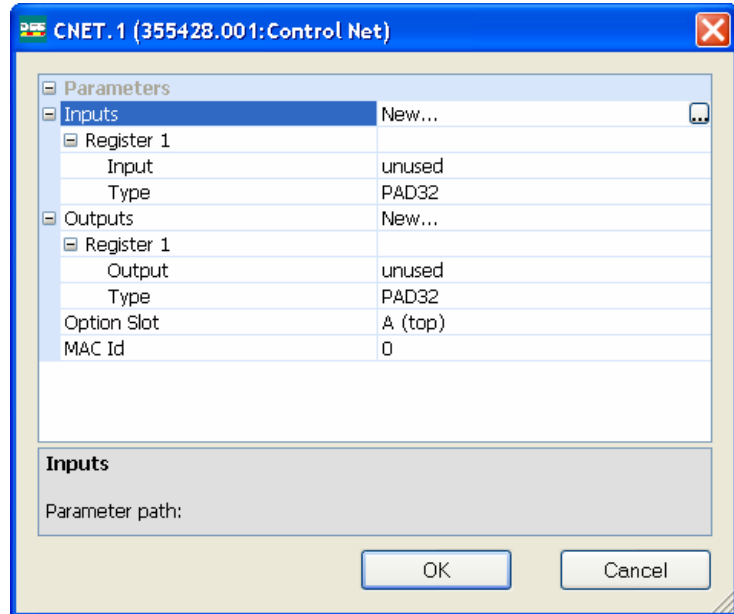 CNET.1 (355428.001:Control Net)
Parameters
Inputs New... ...
Register 1
Input unused
Type PAD32
Outputs New...
Register 1
Output unused
Type PAD32
Option Slot A (top)
MAC Id 0
Inputs
Parameter path:
OK Cancel